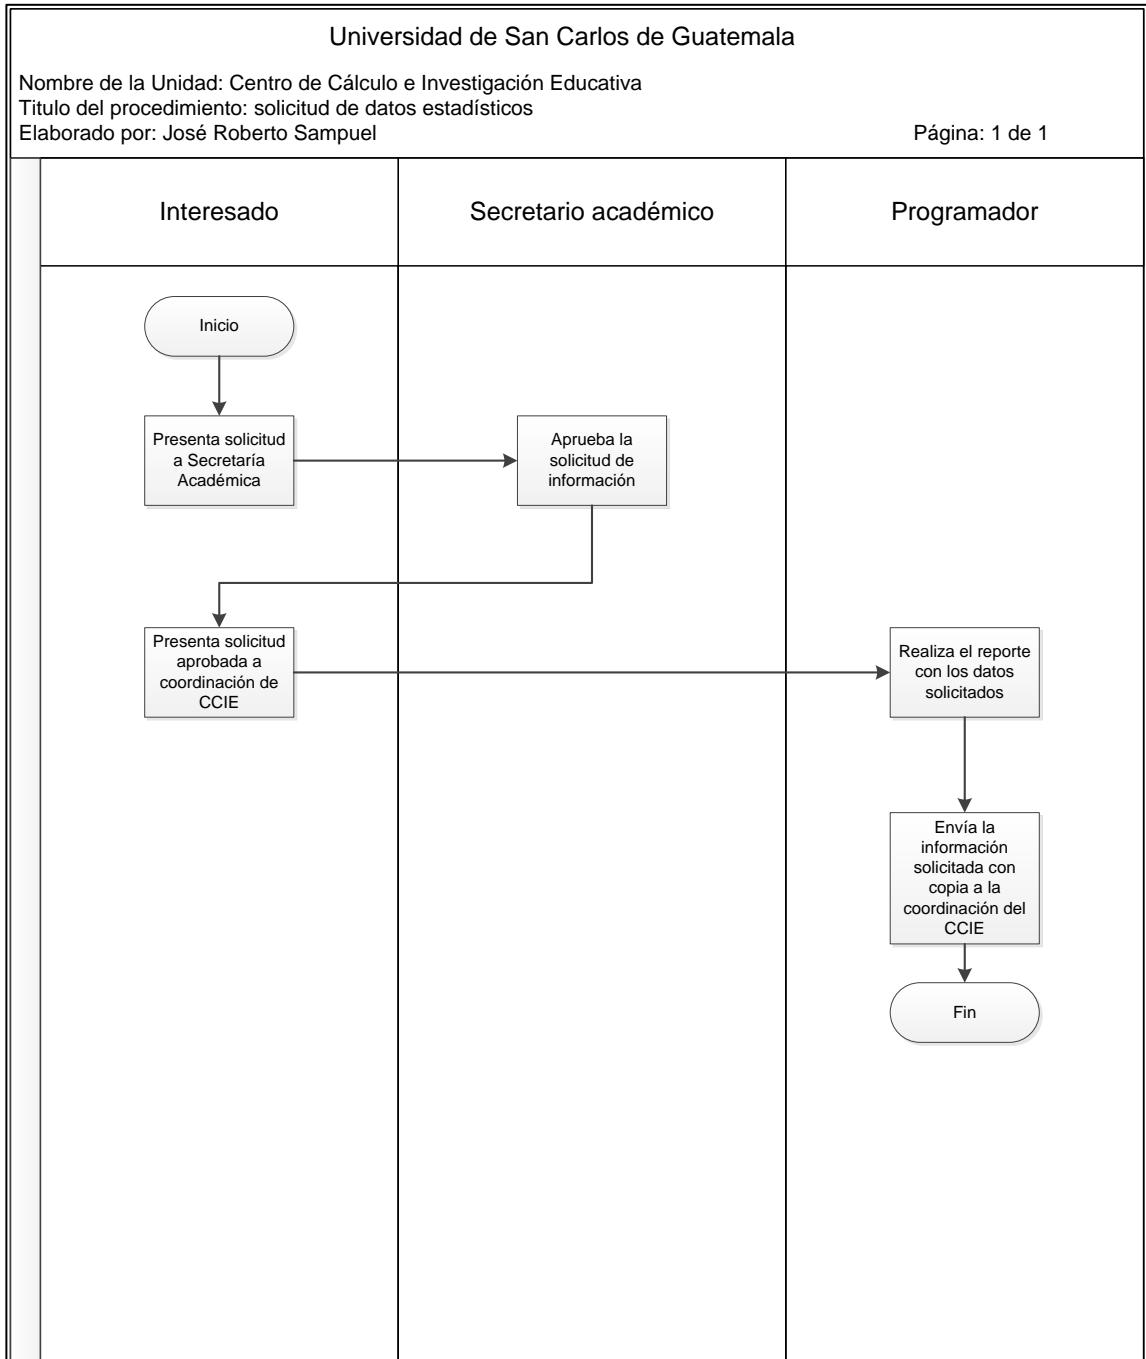 Universidad de San Carlos de Guatemala
Nombre de la Unidad: Centro de Cálculo e Investigación Educativa
Titulo del procedimiento: solicitud de datos estadísticos
Elaborado por: José Roberto Sampuel
Página: 1 de 1
Interesado
Secretario académico
Programador
Inicio
Presenta solicitud
a Secretaría
Académica
Aprueba la
solicitud de
información
Presenta solicitud
aprobada a
coordinación de
CCIE
Realiza el reporte
con los datos
solicitados
Envía la
información
solicitada con
copia a la
coordinación del
CCIE
Fin